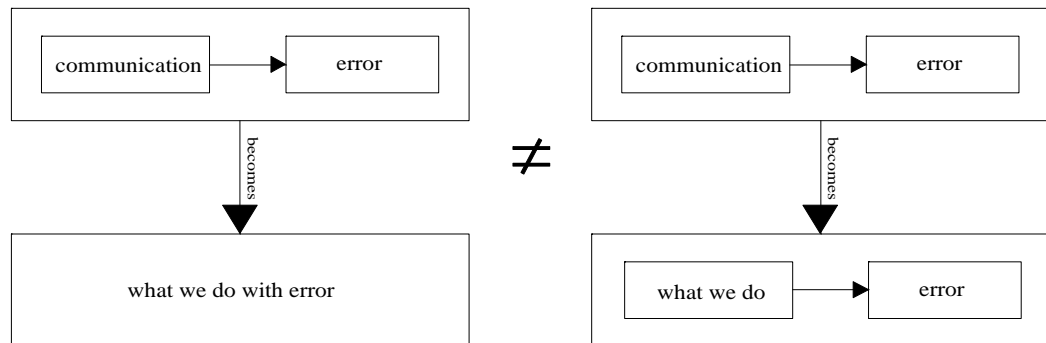 communication
error
becomes
what we do with error
≠
communication
error
becomes
what we do
error